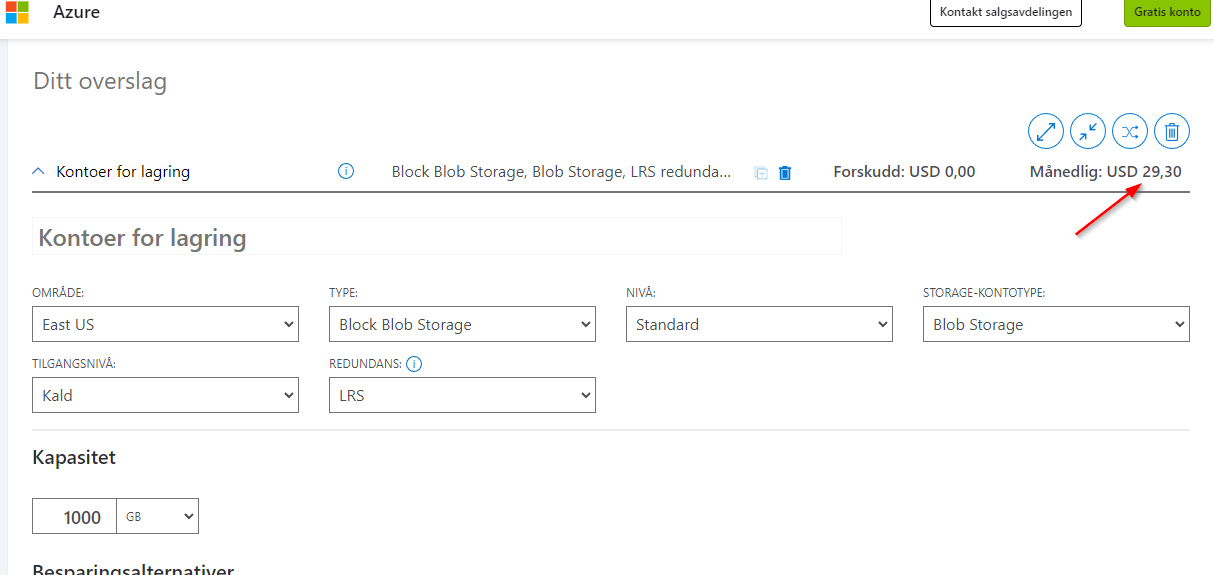 Azure
Kontakt salgsavdelingen
Gratis konto
Ditt overslag
Kontoer for lagring
Block Blob Storage, Blob Storage, LRS redunda...
Forskudd: USD 0,00
Månedlig: USD 29,30
Kontoer for lagring
OMRÅDE:
TYPE:
NIVÅ:
STORAGE-KONTOTYPE:
East US
Block Blob Storage
Standard
Blob Storage
TILGANGSNIVÅ:
REDUNDANS:
Kald
LRS
Kapasitet
1000
GB
Besparingsalternativer